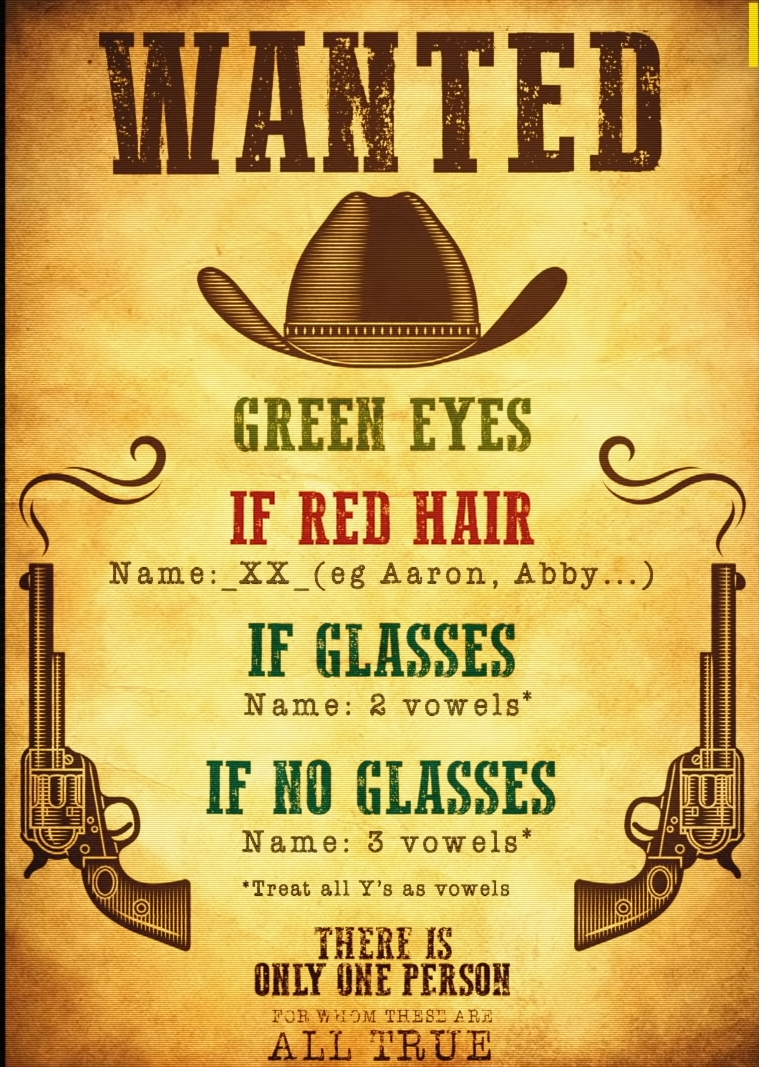 WANTED
GREEN EYES
IF RED HAIR
Name:_XX_(eg Aaron, Abby...)
IF GLASSES
Name: 2 vowels*
IF NO GLASSES
Name: 3 vowels*
*Treat all Y's as vowels
THERE IS
ONLY ONE PERSON
FOR WHOM THESE ARE
ALL TRUE